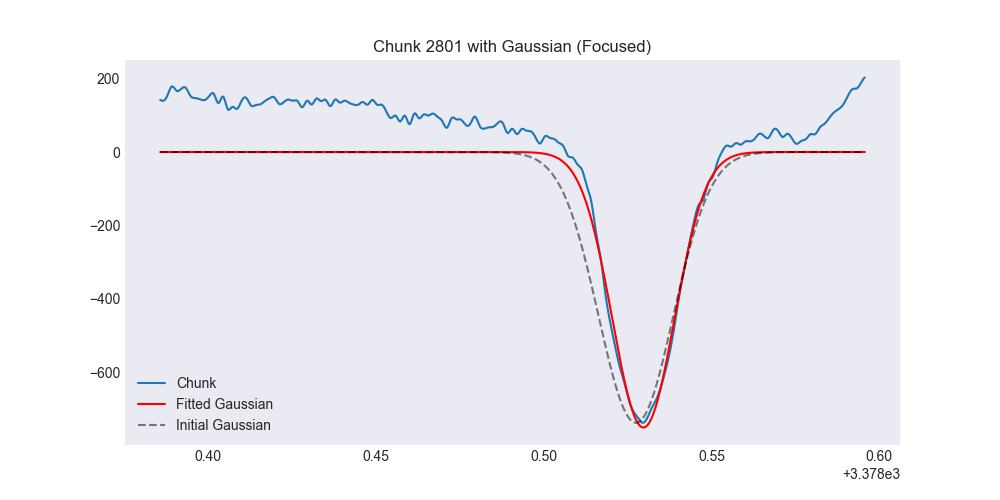 Chunk 2801 with Gaussian (Focused)
200
0
−200
−400
−600
Chunk
Fitted Gaussian
Initial Gaussian
0.40 0.45 0.50 0.55 0.60
+3.378e3